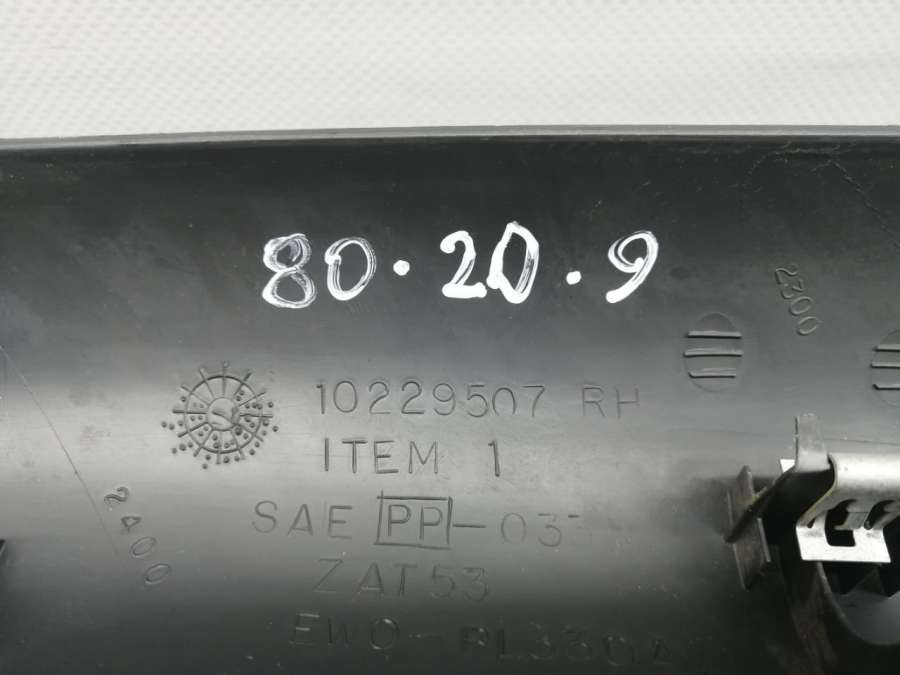 80.20.9
2300
10229507 RH
ITEM 1
SAE PP-03
2400
ZAT53